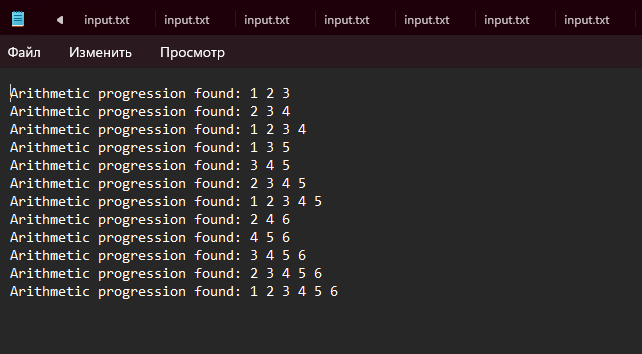 input.txt input.txt input.txt input.txt input.txt input.txt input.txt
Файл Изменить Просмотр
Arithmetic progression found: 1 2 3
Arithmetic progression found: 2 3 4
Arithmetic progression found: 1 2 3 4
Arithmetic progression found: 1 3 5
Arithmetic progression found: 3 4 5
Arithmetic progression found: 2 3 4 5
Arithmetic progression found: 1 2 3 4 5
Arithmetic progression found: 2 4 6
Arithmetic progression found: 4 5 6
Arithmetic progression found: 3 4 5 6
Arithmetic progression found: 2 3 4 5 6
Arithmetic progression found: 1 2 3 4 5 6